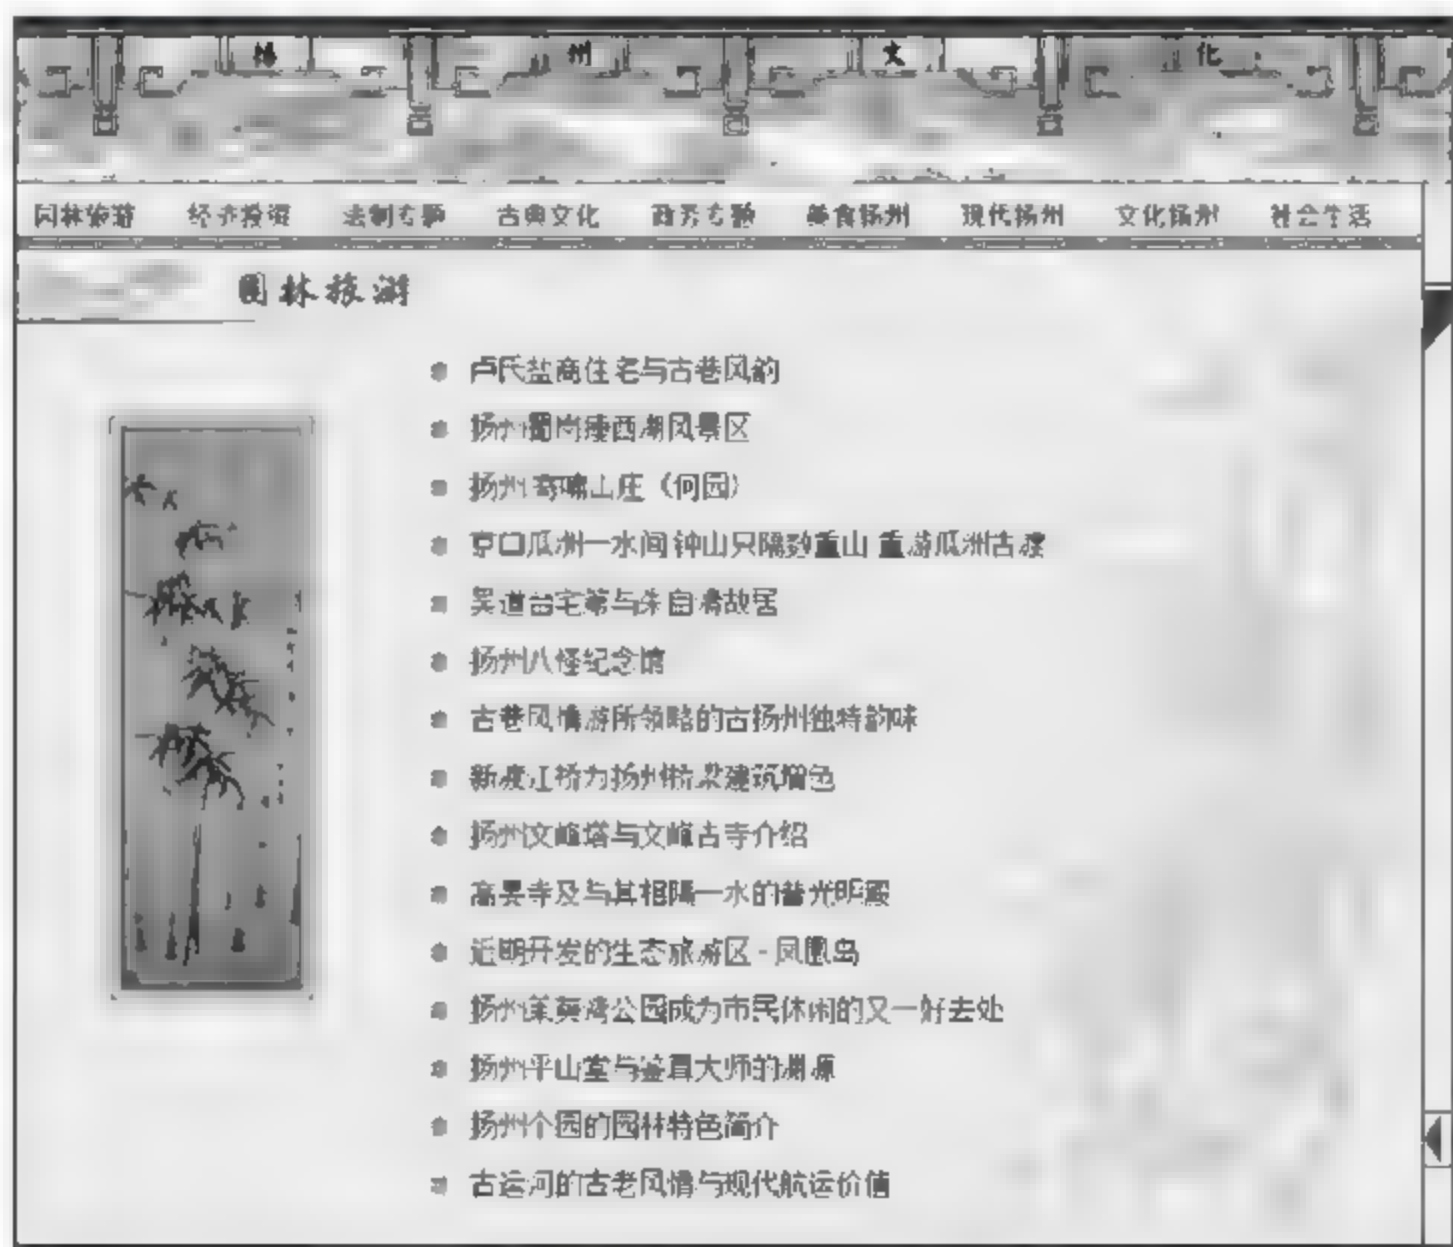 扬 州 文 化
园林旅游 经济投资 法制专题 古典文化 政务专题 美食扬州 现代扬州 文化扬州 社会生活
园林旅游
卢氏盐商住宅与古巷风韵
扬州蜀岗瘦西湖风景区
扬州寄啸山庄（何园）
京口瓜洲一水间 钟山只隔数重山 重游瓜洲古渡
吴道台宅第与朱自清故居
扬州八怪纪念馆
古巷风情游所领略的古扬州独特韵味
新渡江桥为扬州桥梁建筑增色
扬州文峰塔与文峰古寺介绍
高旻寺及与其相隔一水的普光明殿
近期开发的生态旅游区-凤凰岛
扬州茱萸湾公园成为市民休闲的又一好去处
扬州平山堂与鉴真大师的渊源
扬州个园的园林特色简介
古运河的古老风情与现代航运价值